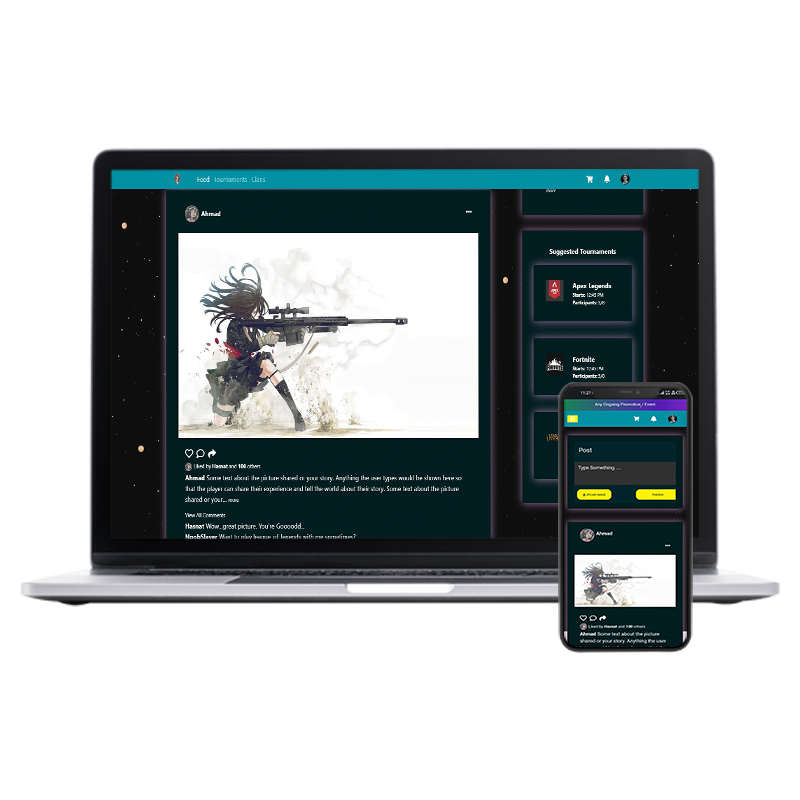 Feed Tournaments Clans
Ahmad
more
Suggested Tournaments
Apex Legends
Starts: 12:45 PM
Participants: 5/8
Fortnite
Starts: 12:45 PM
Participants: 5/8
Liked by Hasnat and 100 others
Ahmad Some text about the picture shared or your story. Anything the user types would be shown here so
that the player can share their experience and tell the world about their story. Some text about the picture
shared or your... more
View All Comments
Hasnat Wow...great picture. You're Goooodd...
NoobSlayer Want to play league of legends with me sometimes?
11:27
Any Ongoing Promotion / Event
Post
Type Something ...
Ahmad
Liked by Hasnat and 100 others
Ahmad Some text about the picture
shared or your story. Anything the user